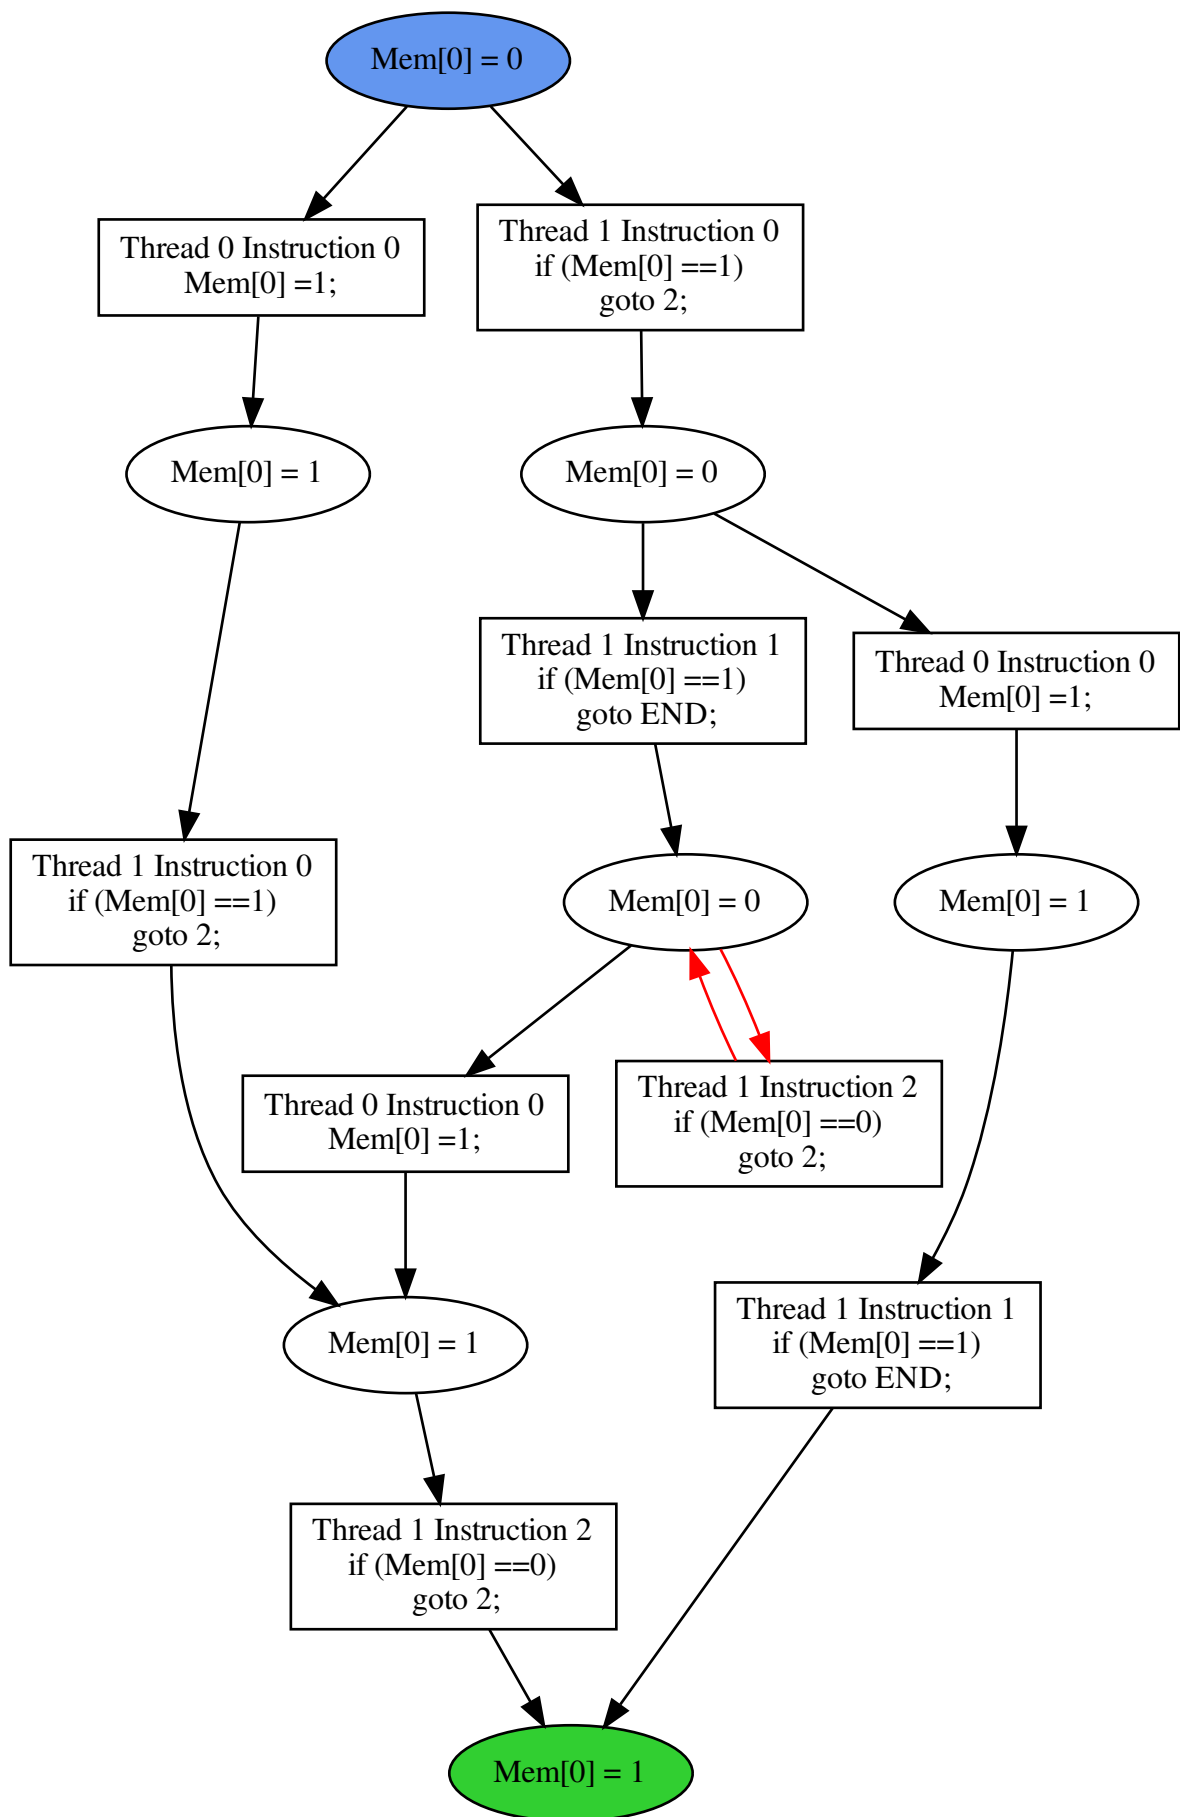 Mem[0] = 0
Thread 0 Instruction 0
Mem[0] =1;
Thread 1 Instruction 0
if (Mem[0] ==1)
goto 2;
Mem[0] = 1
Mem[0] = 0
Thread 1 Instruction 1
if (Mem[0] ==1)
goto END;
Thread 0 Instruction 0
Mem[0] =1;
Thread 1 Instruction 0
if (Mem[0] ==1)
goto 2;
Mem[0] = 0
Mem[0] = 1
Thread 0 Instruction 0
Mem[0] =1;
Thread 1 Instruction 2
if (Mem[0] ==0)
goto 2;
Mem[0] = 1
Thread 1 Instruction 1
if (Mem[0] ==1)
goto END;
Thread 1 Instruction 2
if (Mem[0] ==0)
goto 2;
Mem[0] = 1